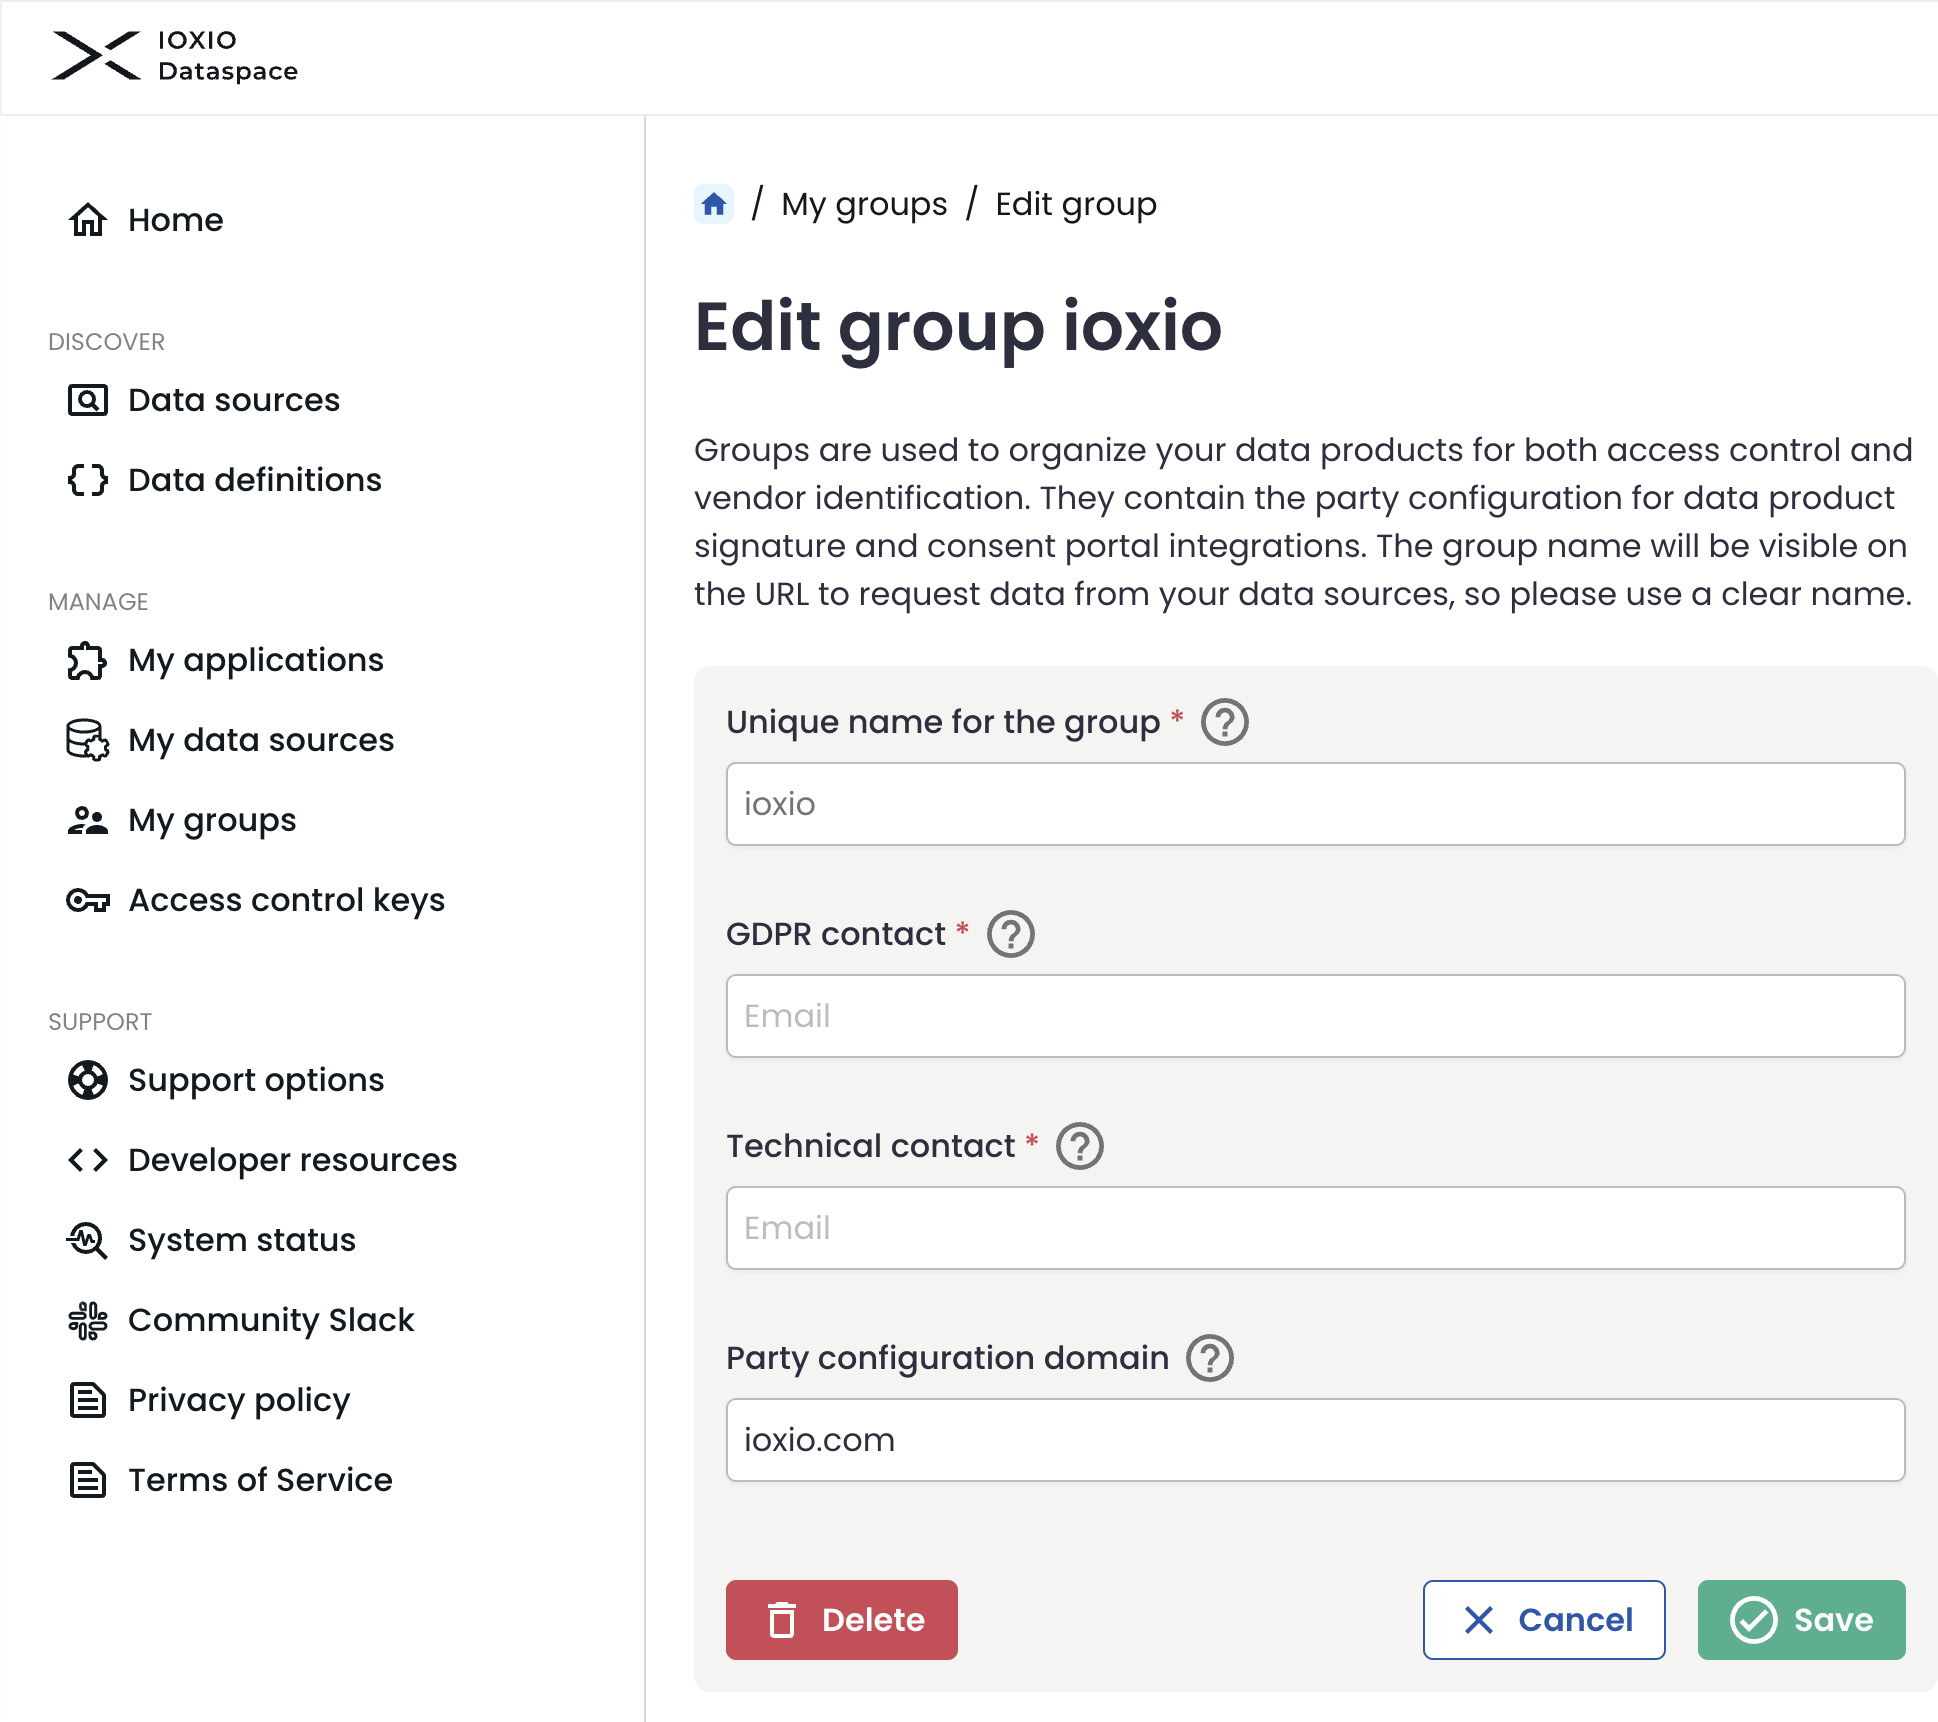 IOXIO
Dataspace
Home
DISCOVER
Data sources
Data definitions
MANAGE
My applications
My data sources
My groups
Access control keys
SUPPORT
Support options
Developer resources
System status
Community Slack
Privacy policy
Terms of Service
/ My groups / Edit group
Edit group ioxio
Groups are used to organize your data products for both access control and
vendor identification. They contain the party configuration for data product
signature and consent portal integrations. The group name will be visible on
the URL to request data from your data sources, so please use a clear name.
Unique name for the group * ?
ioxio
GDPR contact * ?
Email
Technical contact * ?
Email
Party configuration domain ?
ioxio.com
Delete
Cancel
Save